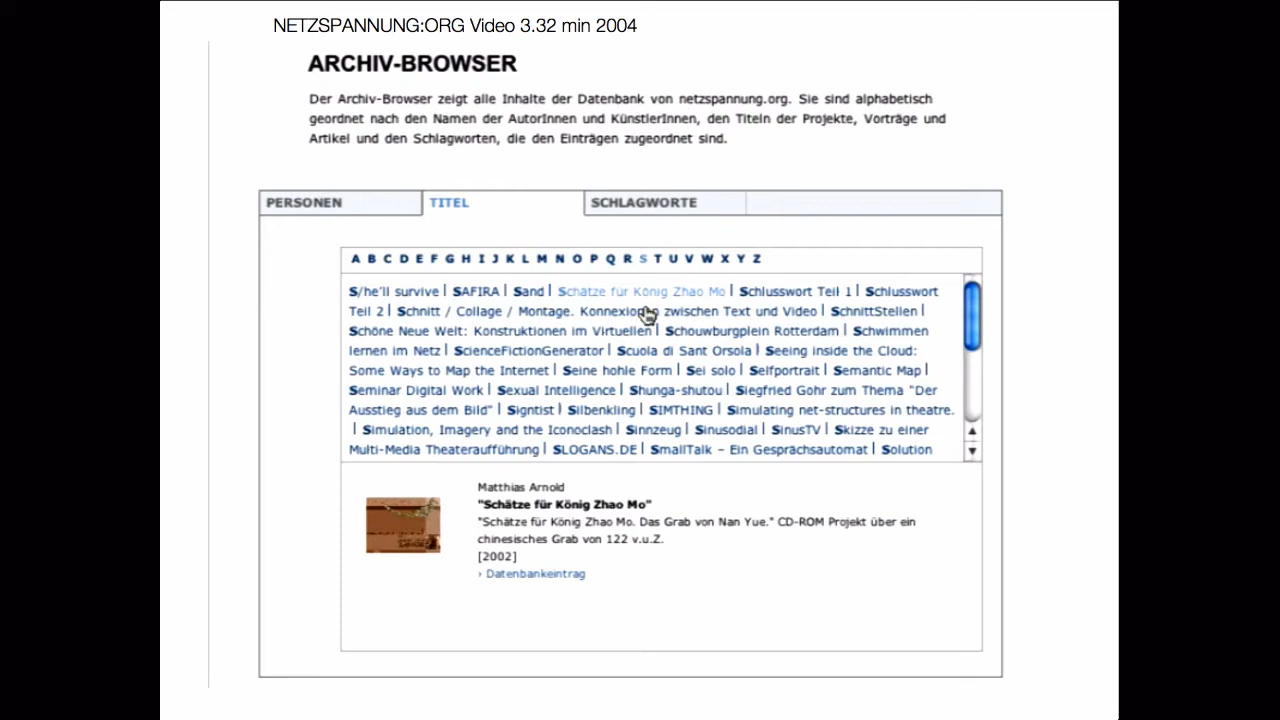 NETZSPANNUNG:ORG Video 3.32 min 2004
ARCHIV-BROWSER
Der Archiv-Browser zeigt alle Inhalte der Datenbank von netzspannung.org. Sie sind alphabetisch
geordnet nach den Namen der AutorInnen und KünstlerInnen, den Titeln der Projekte, Vorträge und
Artikel und den Schlagworten, die den Einträgen zugeordnet sind.
PERSONEN TITEL SCHLAGWORTE
A B C D E F G H I J K L M N O P Q R S T U V W X Y Z
S/he'll survive | SAFIRA | Sand | Schätze für König Zhao Mo | Schlusswort Teil 1 | Schlusswort
Teil 2 | Schnitt / Collage / Montage. Konnexionen zwischen Text und Video | SchnittStellen |
Schöne Neue Welt: Konstruktionen im Virtuellen | Schouwburgplein Rotterdam | Schwimmen
lernen im Netz | ScienceFictionGenerator | Scuola di Sant Orsola | Seeing inside the Cloud:
Some Ways to Map the Internet | Seine hohle Form | Sei solo | Selfportrait | Semantic Map |
Seminar Digital Work | Sexual Intelligence | Shunga-shutou | Siegfried Gohr zum Thema "Der
Ausstieg aus dem Bild" | Signtist | Silbenkling | SIMTHING | Simulating net-structures in theatre.
| Simulation, Imagery and the Iconoclash | Sinnzeug | Sinusodial | SinusTV | Skizze zu einer
Multi-Media Theateraufführung | SLOGANS.DE | SmallTalk – Ein Gesprächsautomat | Solution
Matthias Arnold
"Schätze für König Zhao Mo"
"Schätze für König Zhao Mo. Das Grab von Nan Yue." CD-ROM Projekt über ein
chinesisches Grab von 122 v.u.Z.
[2002]
› Datenbankeintrag